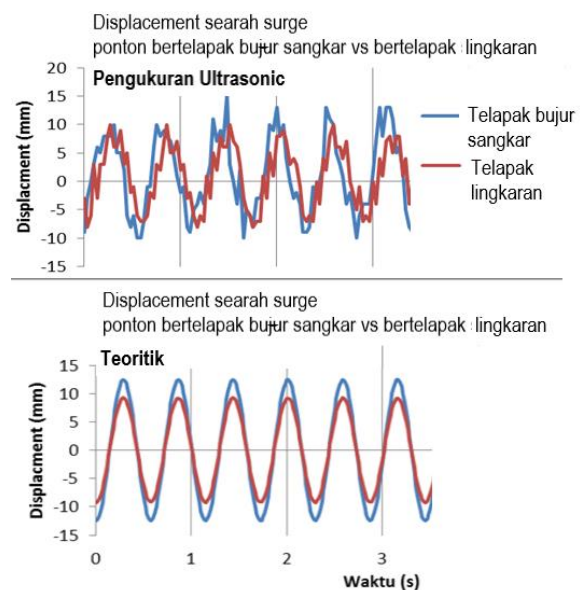 Displacement searah surge
ponton bertelapak bujur sangkar vs bertelapak lingkaran
Pengukuran Ultrasonic
20
15
10
5
0
-5
-10
-15
Displacment (mm)
Telapak bujur
sangkar
Telapak
lingkaran
Displacement searah surge
ponton bertelapak bujur sangkar vs bertelapak lingkaran
Teoritik
15
10
5
0
-5
-10
-15
Displacment (mm)
0 1 2 3
Waktu (s)